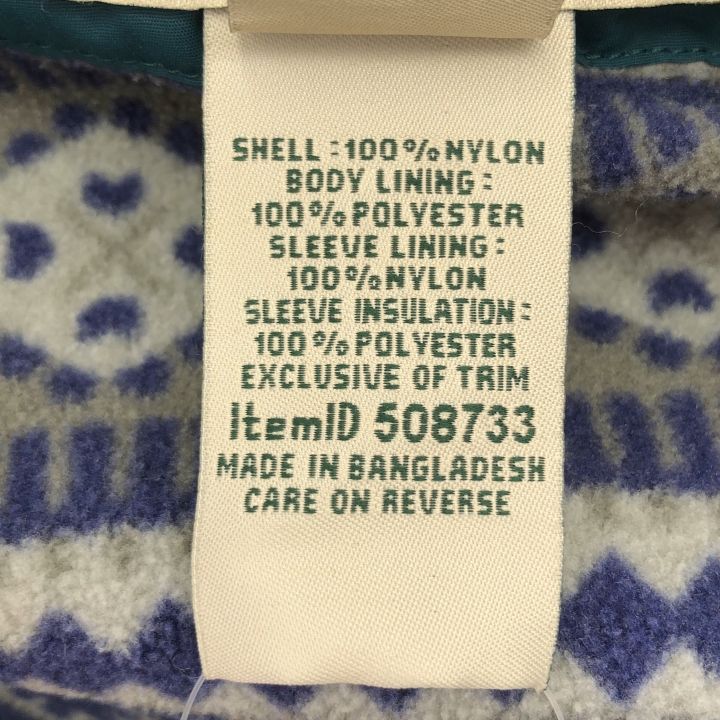 SHELL : 100% NYLON
BODY LINING :
100% POLYESTER
SLEEVE LINING :
100% NYLON
SLEEVE INSULATION :
100% POLYESTER
EXCLUSIVE OF TRIM
ItemID 508733
MADE IN BANGLADESH
CARE ON REVERSE